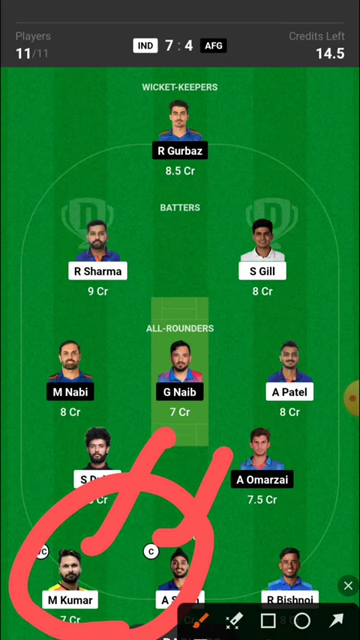 Players
Credits Left
11/11
IND 7 : 4 AFG
14.5
WICKET-KEEPERS
R Gurbaz
8.5 Cr
BATTERS
R Sharma
S Gill
9 Cr
8 Cr
ALL-ROUNDERS
M Nabi
G Naib
A Patel
8 Cr
7 Cr
8 Cr
S D
A Omarzai
7.5 Cr
C
C
M Kumar
A S
R Bishnoi
7 Cr